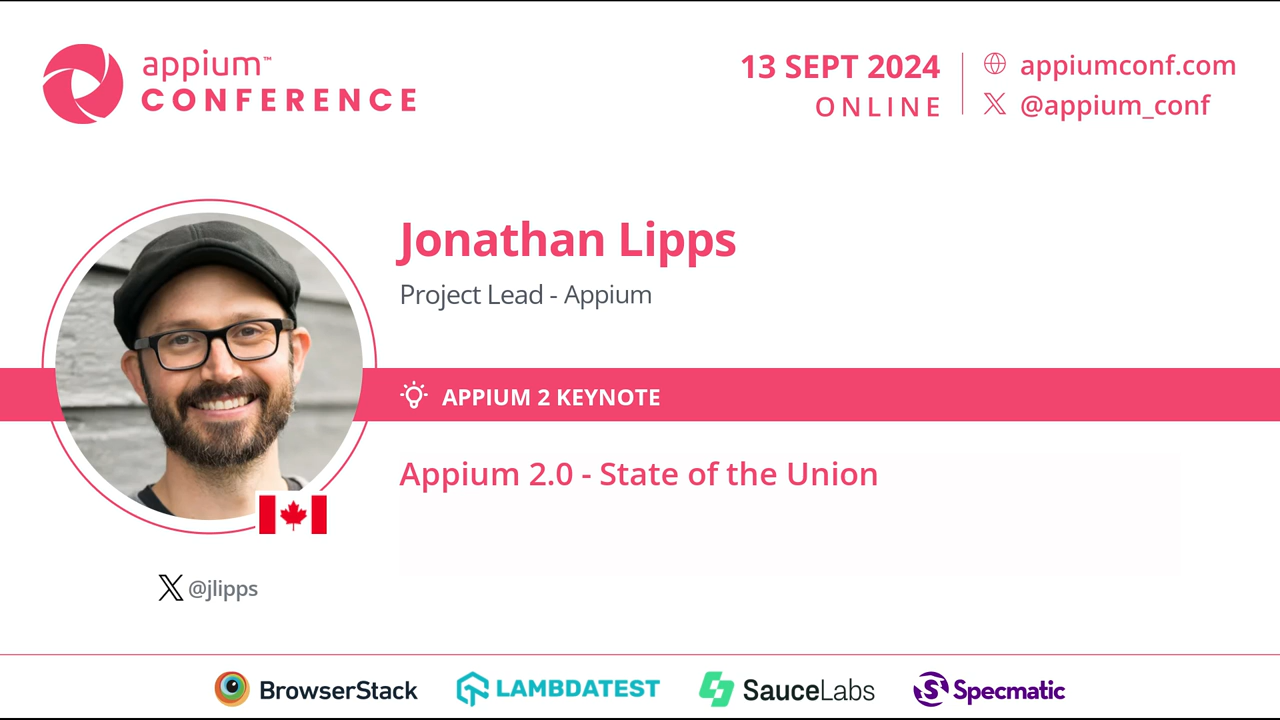 appium™
CONFERENCE
13 SEPT 2024
ONLINE
appiumconf.com
@appium_conf
Jonathan Lipps
Project Lead - Appium
APPIUM 2 KEYNOTE
Appium 2.0 - State of the Union
@jlipps
BrowserStack
LAMBDATEST
SauceLabs
Specmatic